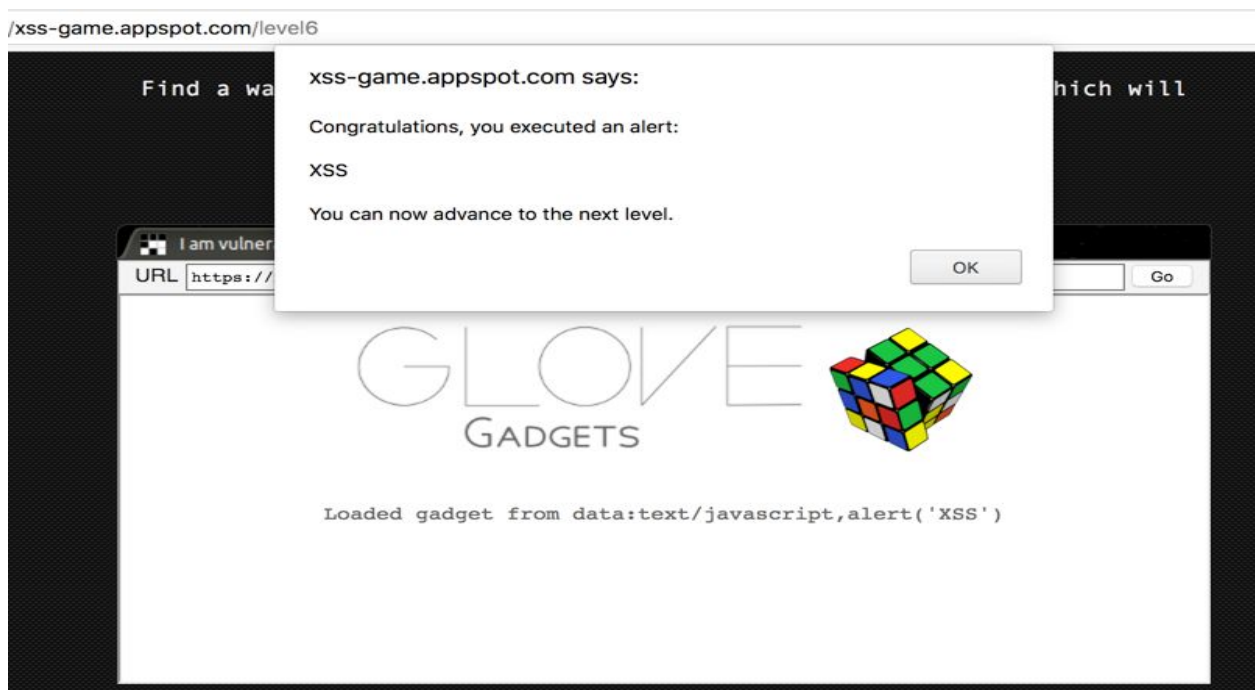 /xss-game.appspot.com/level6
Find a wa
hich will
xss-game.appspot.com says:
Congratulations, you executed an alert:
XSS
You can now advance to the next level.
OK
I am vulner
URL https://
Go
GLOVE
GADGETS
Loaded gadget from data:text/javascript,alert('XSS')